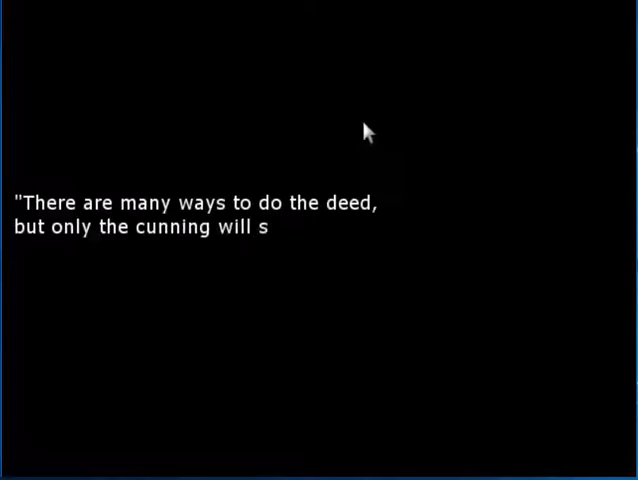 "There are many ways to do the deed,
but only the cunning will s